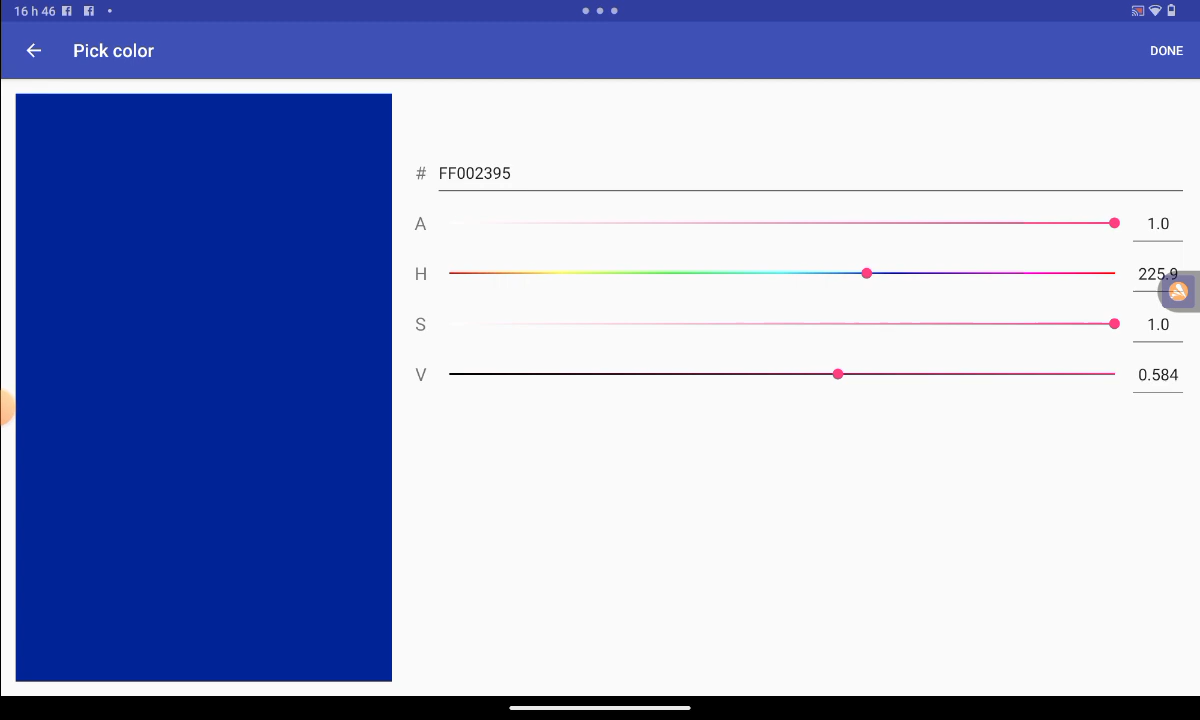 16 h 46
Pick color
DONE
# FF002395
A 1.0
H 225.9
S 1.0
V 0.584